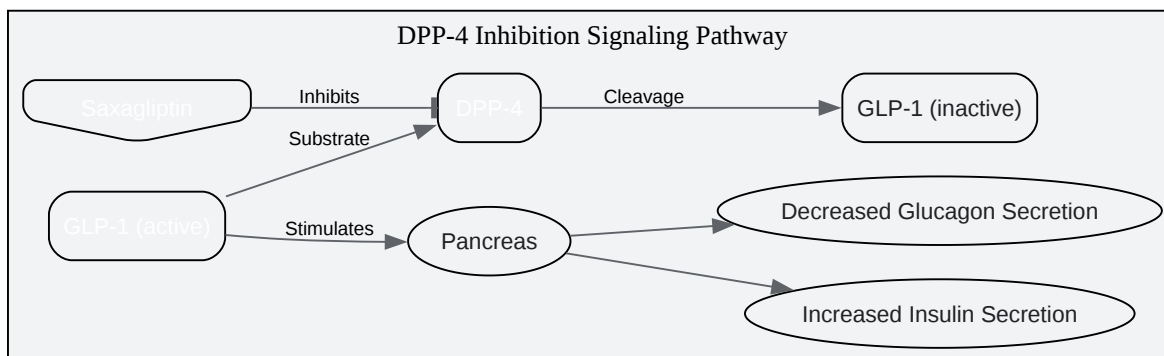 DPP-4 Inhibition Signaling Pathway
Saxagliptin
Inhibits
DPP-4
Cleavage
GLP-1 (inactive)
Substrate
GLP-1 (active)
Stimulates
Pancreas
Decreased Glucagon Secretion
Increased Insulin Secretion